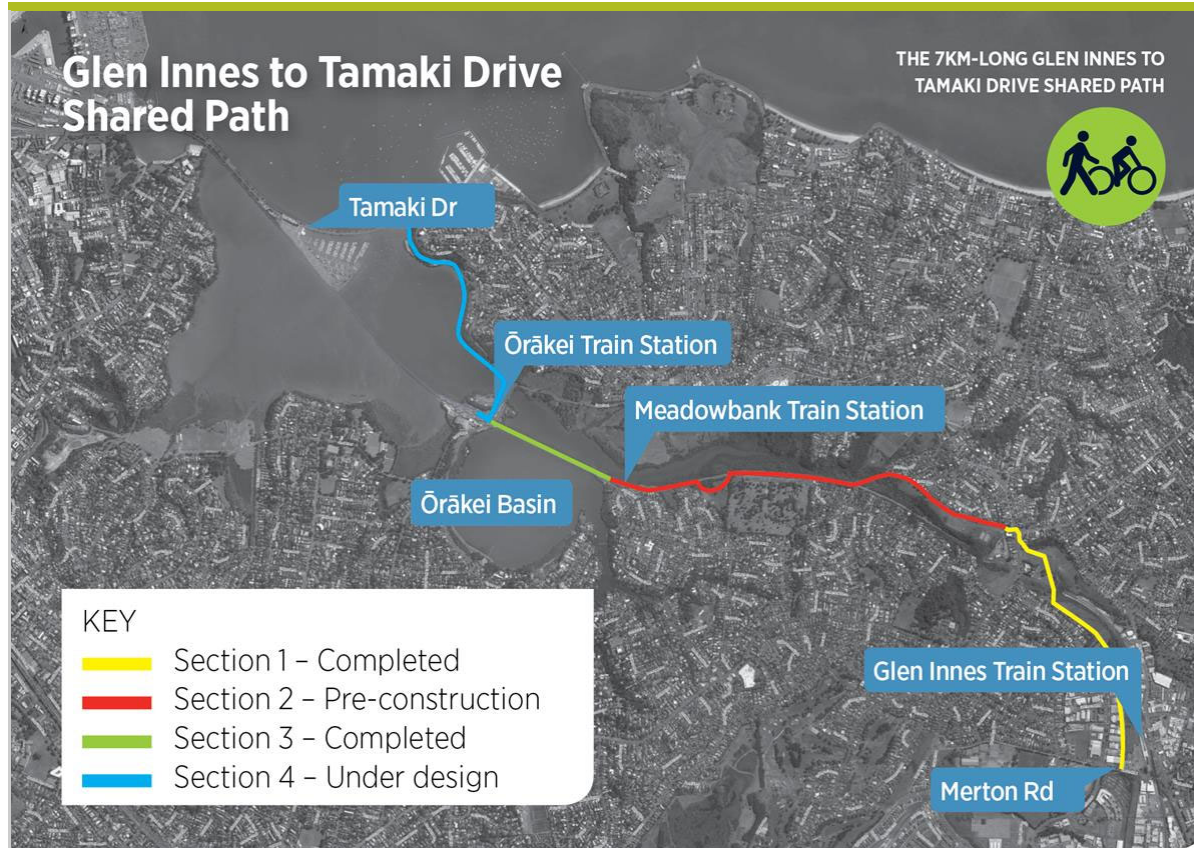 Glen Innes to Tamaki Drive
Shared Path
THE 7KM-LONG GLEN INNES TO
TAMAKI DRIVE SHARED PATH
Tamaki Dr
Ōrākei Train Station
Meadowbank Train Station
Ōrākei Basin
Glen Innes Train Station
Merton Rd
KEY
Section 1 – Completed
Section 2 – Pre-construction
Section 3 – Completed
Section 4 – Under design